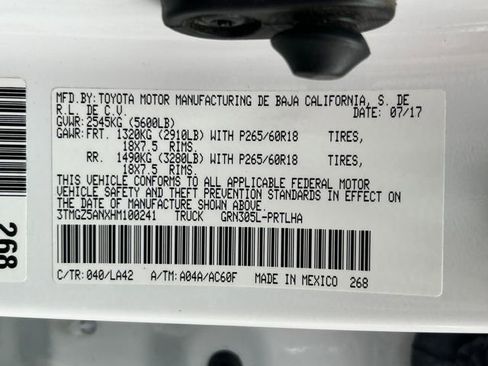 MFD.BY:TOYOTA MOTOR MANUFACTURING DE BAJA CALIFORNIA, S. DE
R.L. DE C.V. DATE: 07/17
GVWR: 2545KG (5600LB)
GAWR:FRT. 1320KG (2910LB) WITH P265/60R18 TIRES,
18X7.5 RIMS.
RR. 1490KG (3280LB) WITH P265/60R18 TIRES,
18X7.5 RIMS.
THIS VEHICLE CONFORMS TO ALL APPLICABLE FEDERAL MOTOR
VEHICLE SAFETY AND THEFT PREVENTION STANDARDS IN EFFECT ON
THE DATE OF MANUFACTURE SHOWN ABOVE.
3TMGZ5ANXHM100241 TRUCK GRN305L-PRTLHA
C/TR: 040/LA42 A/TM: A04A/AC60F MADE IN MEXICO 268
268